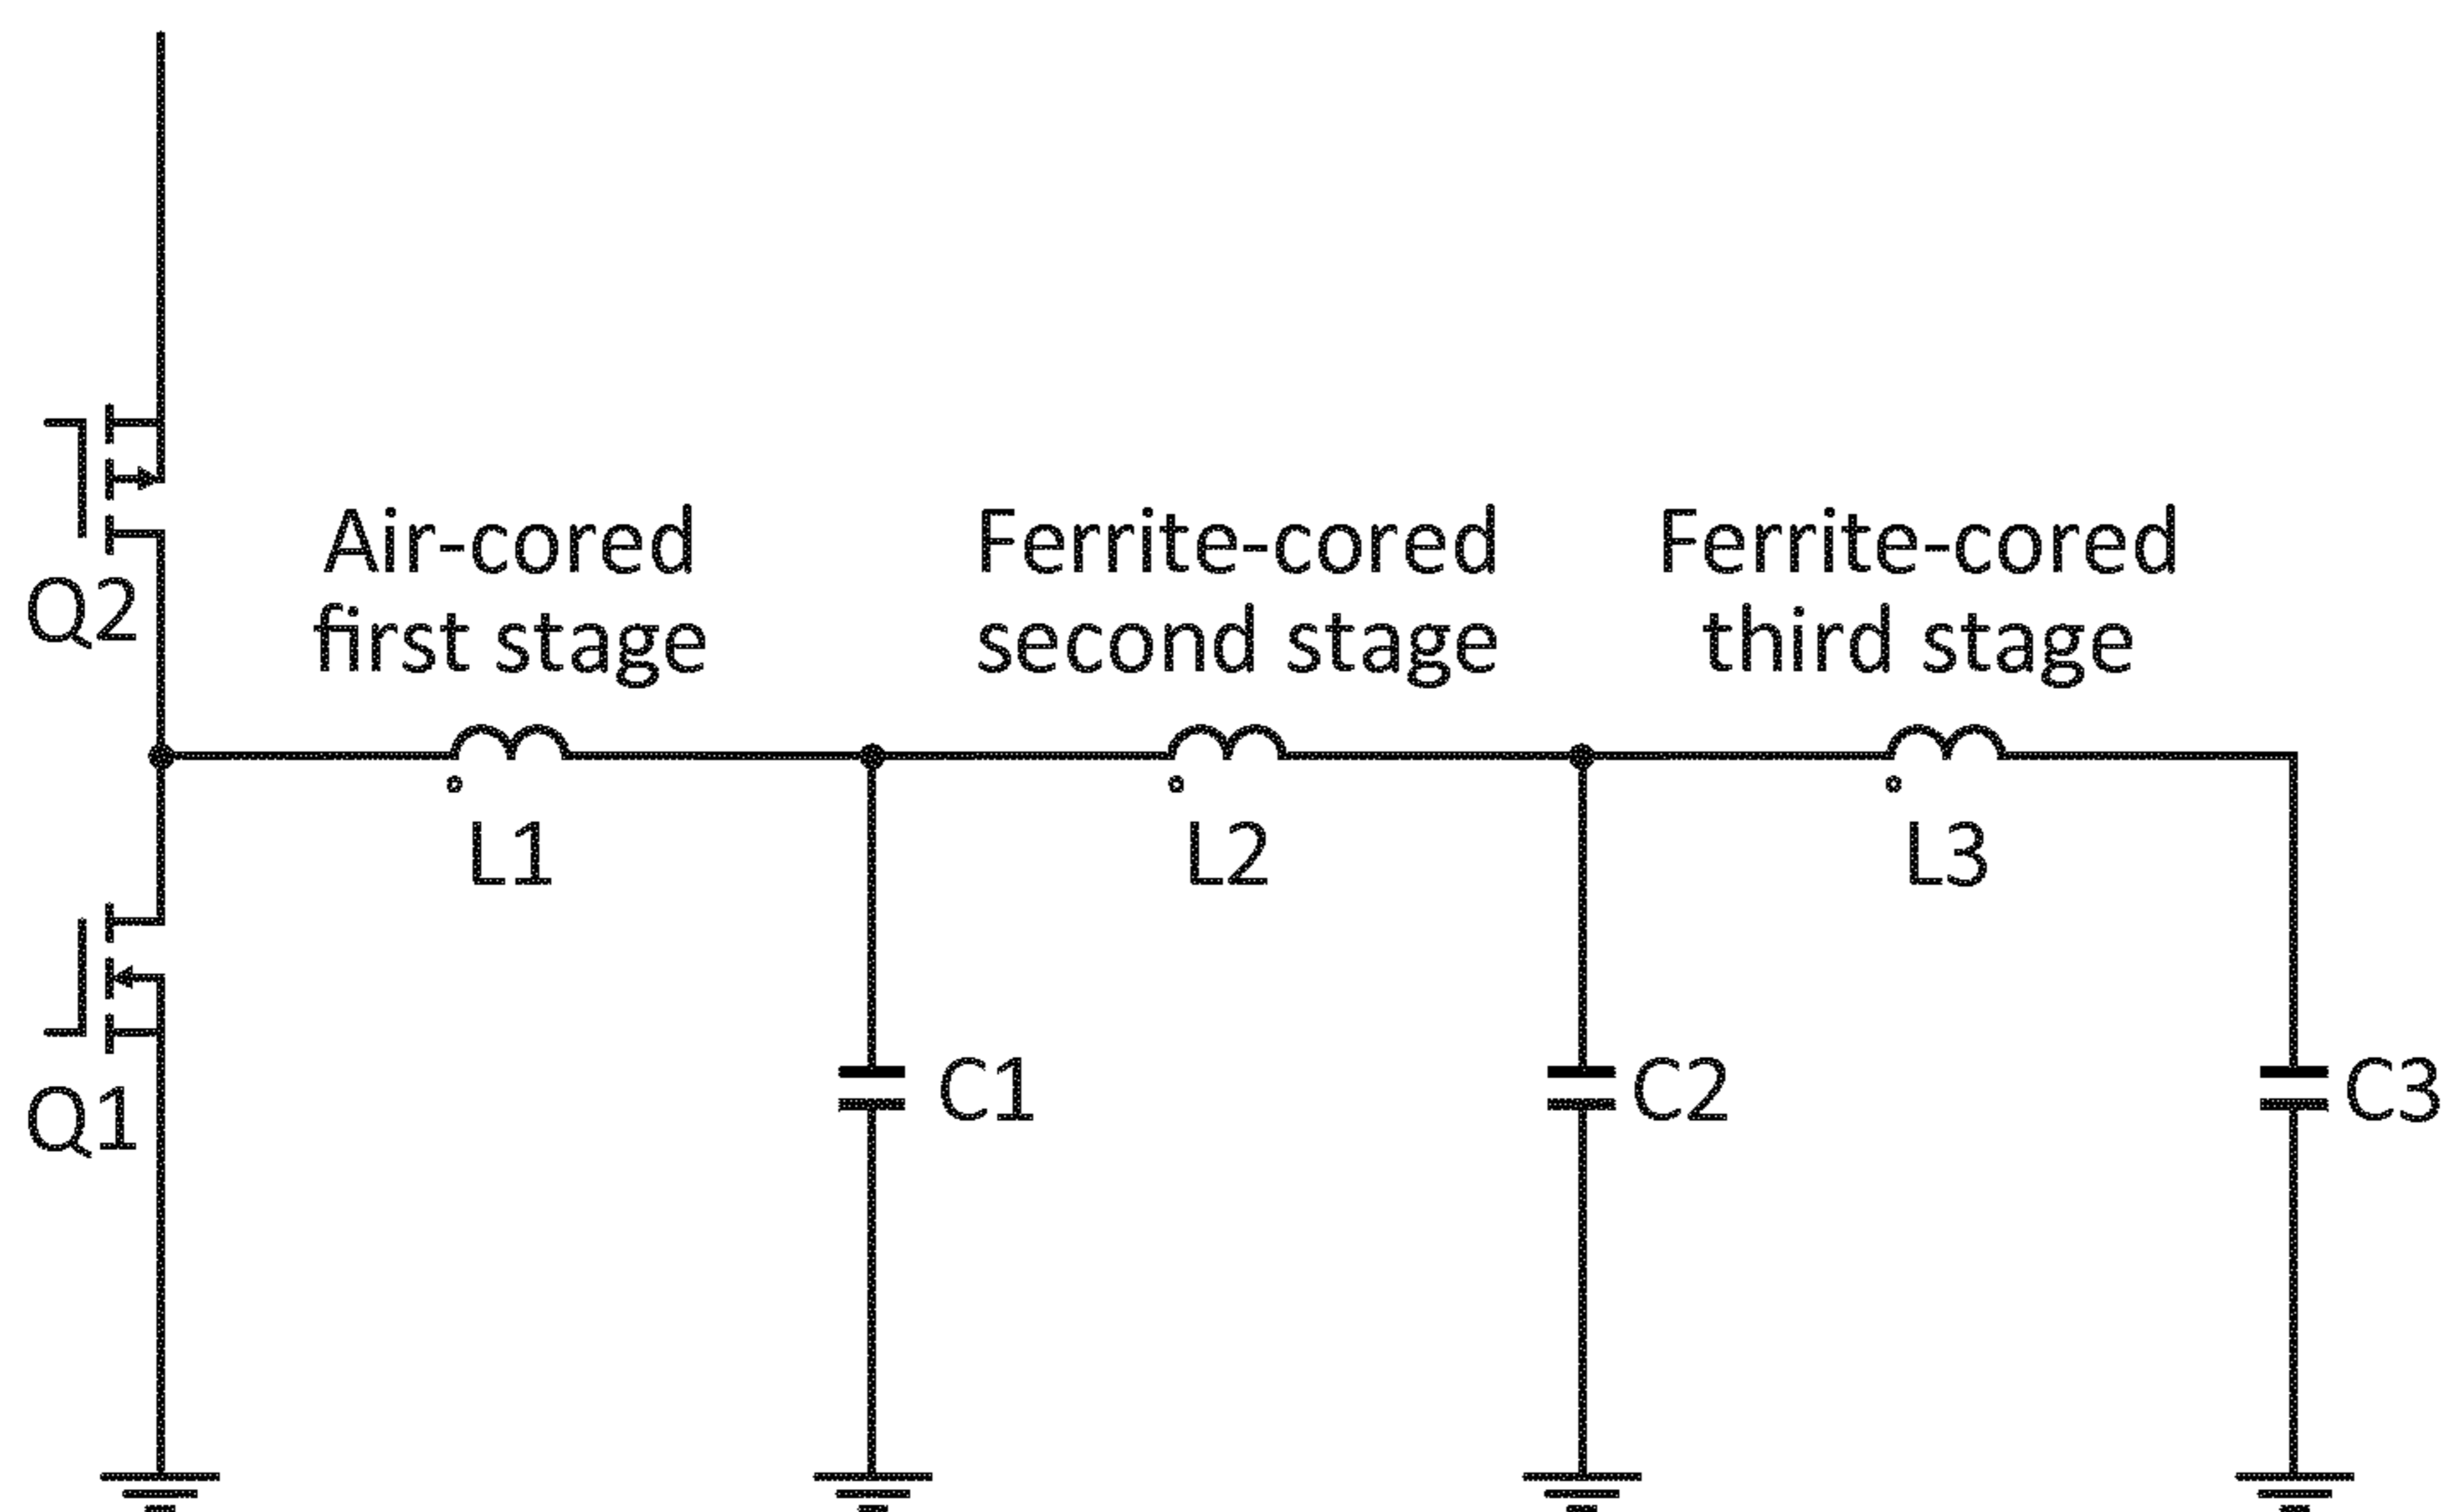 Air-cored
first stage
Ferrite-cored
second stage
Ferrite-cored
third stage
Q2
L1
L2
L3
Q1
C1
C2
C3